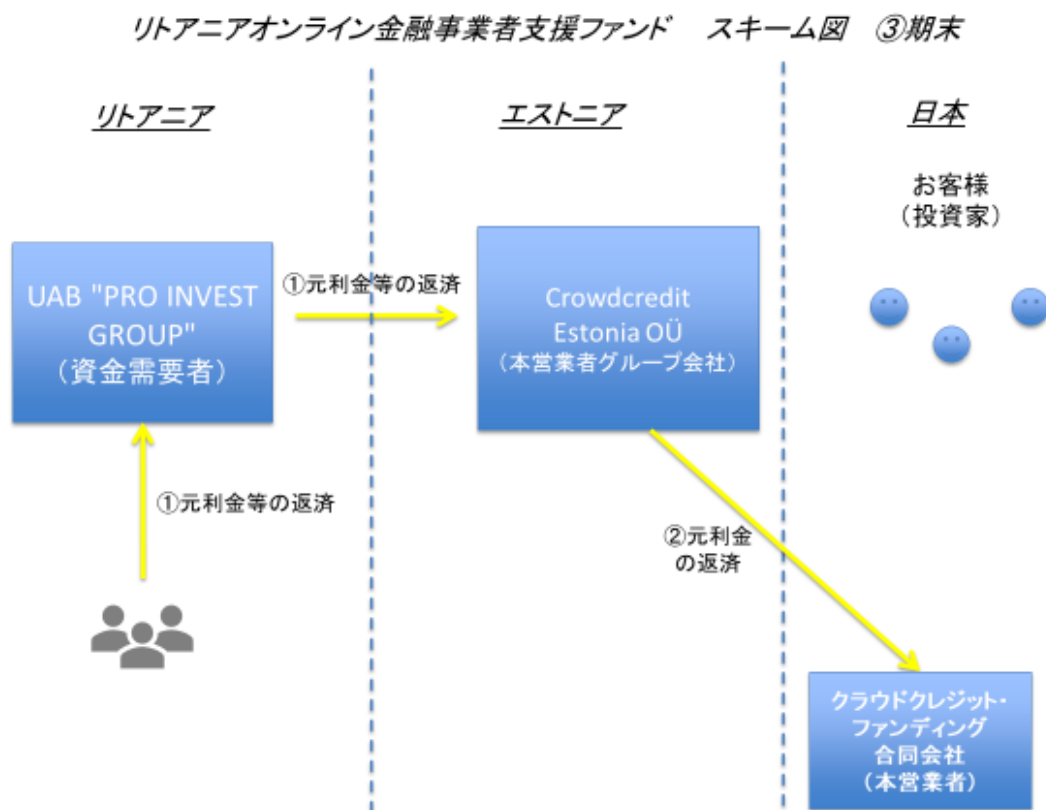 リトアニアオンライン金融事業者支援ファンド　スキーム図　③期末
リトアニア
エストニア
日本
お客様
（投資家）
UAB "PRO INVEST
GROUP"
（資金需要者）
①元利金等の返済
Crowdcredit
Estonia OÜ
（本営業者グループ会社）
①元利金等の返済
②元利金
の返済
クラウドクレジット・
ファンディング
合同会社
（本営業者）